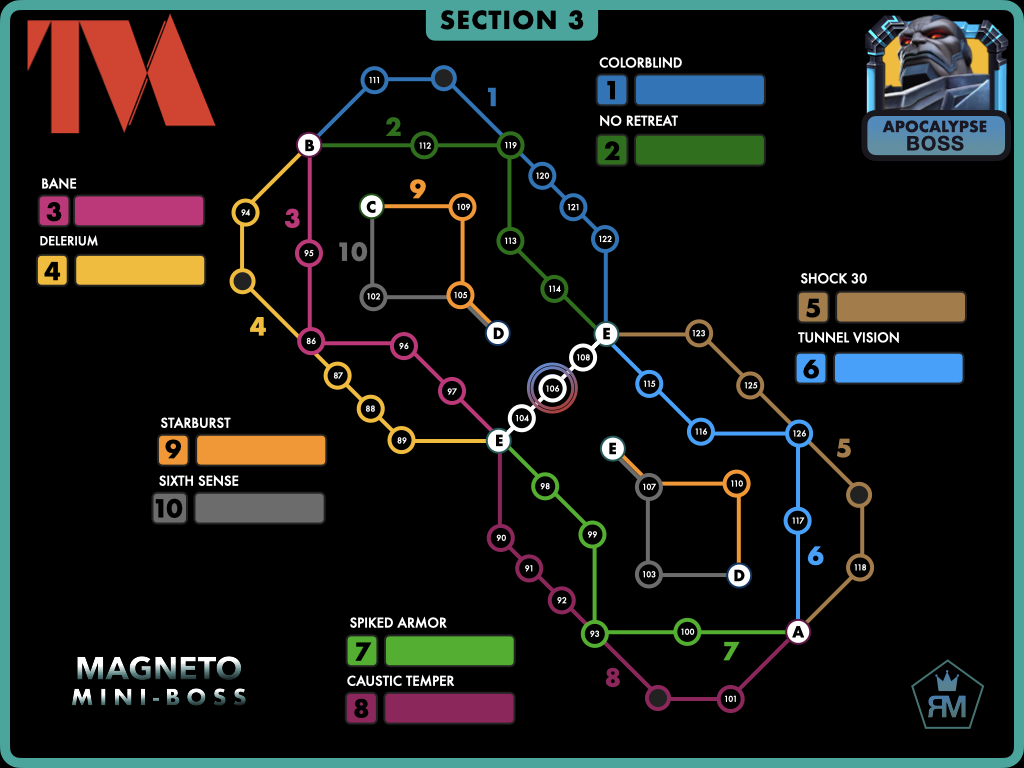 SECTION 3
TM
APOCALYPSE
BOSS
COLORBLIND
1
NO RETREAT
2
BANE
3
DELERIUM
4
SHOCK 30
5
TUNNEL VISION
6
STARBURST
9
SIXTH SENSE
10
SPIKED ARMOR
7
CAUSTIC TEMPER
8
MAGNETO
MINI-BOSS
111
1
B
2
112
119
120
121
122
94
3
95
4
86
96
97
87
88
89
C
9
109
10
102
105
D
113
114
E
108
106
104
E
123
125
115
116
126
5
117
6
118
A
98
99
90
91
92
93
100
7
8
101
E
107
110
103
D
RM